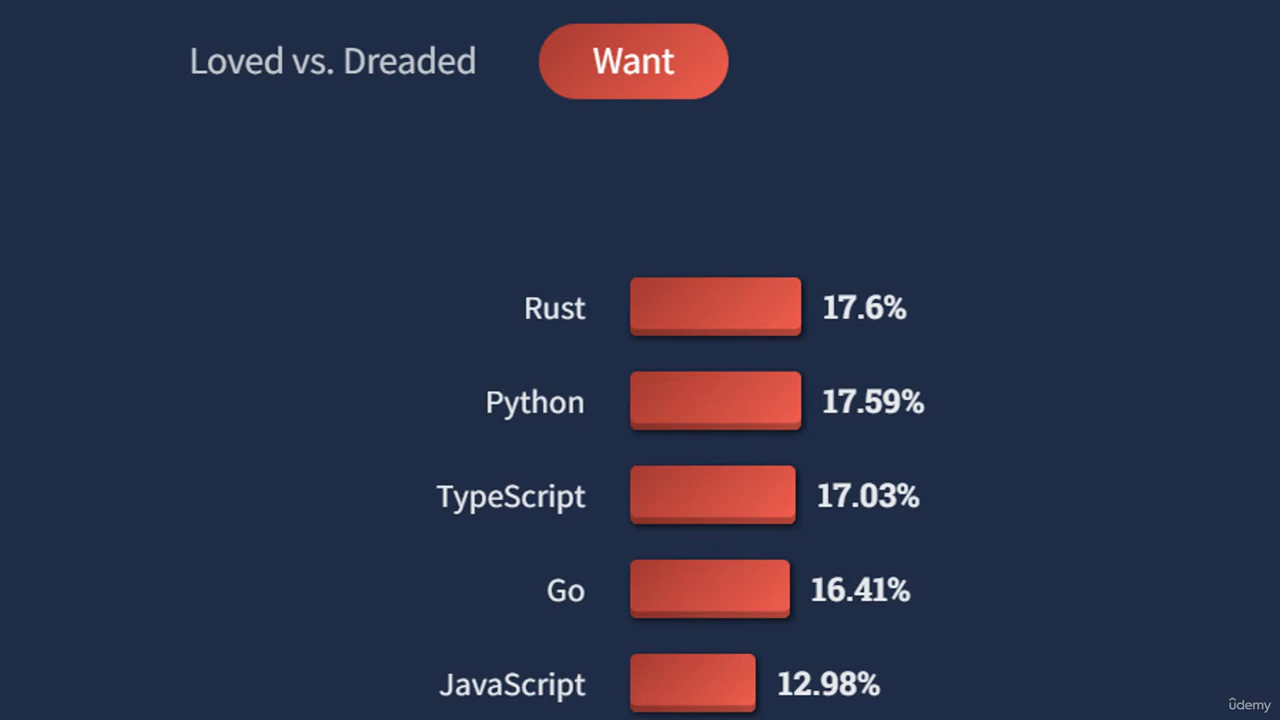 Loved vs. Dreaded Want
Rust 17.6%
Python 17.59%
TypeScript 17.03%
Go 16.41%
JavaScript 12.98%
ûdemy